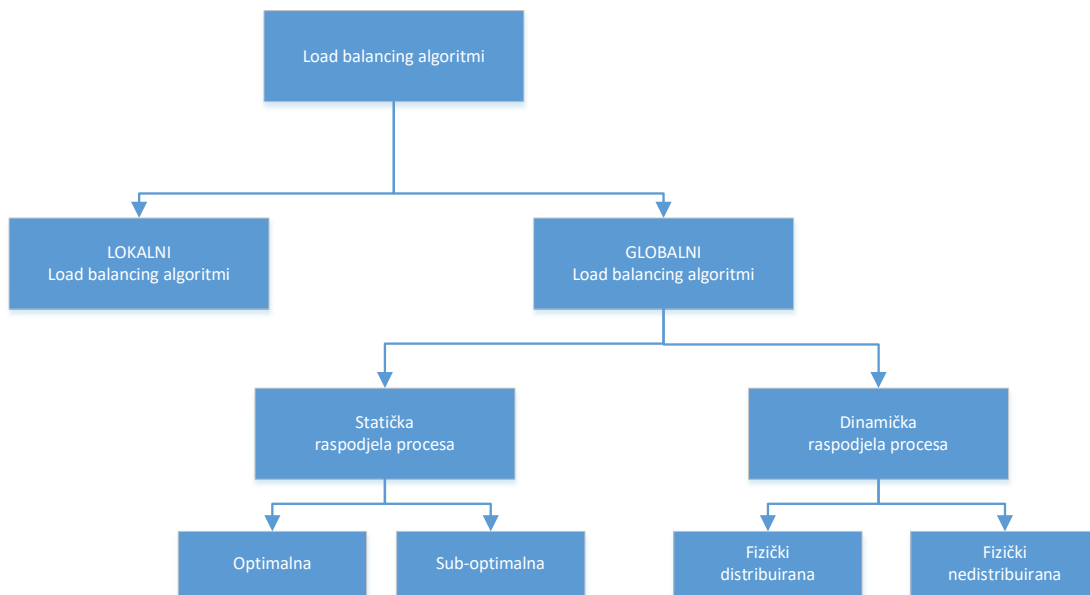 Load balancing algoritmi
LOKALNI
Load balancing algoritmi
GLOBALNI
Load balancing algoritmi
Statička
raspodjela procesa
Dinamička
raspodjela procesa
Optimalna
Sub-optimalna
Fizički
distribuirana
Fizički
nedistribuirana